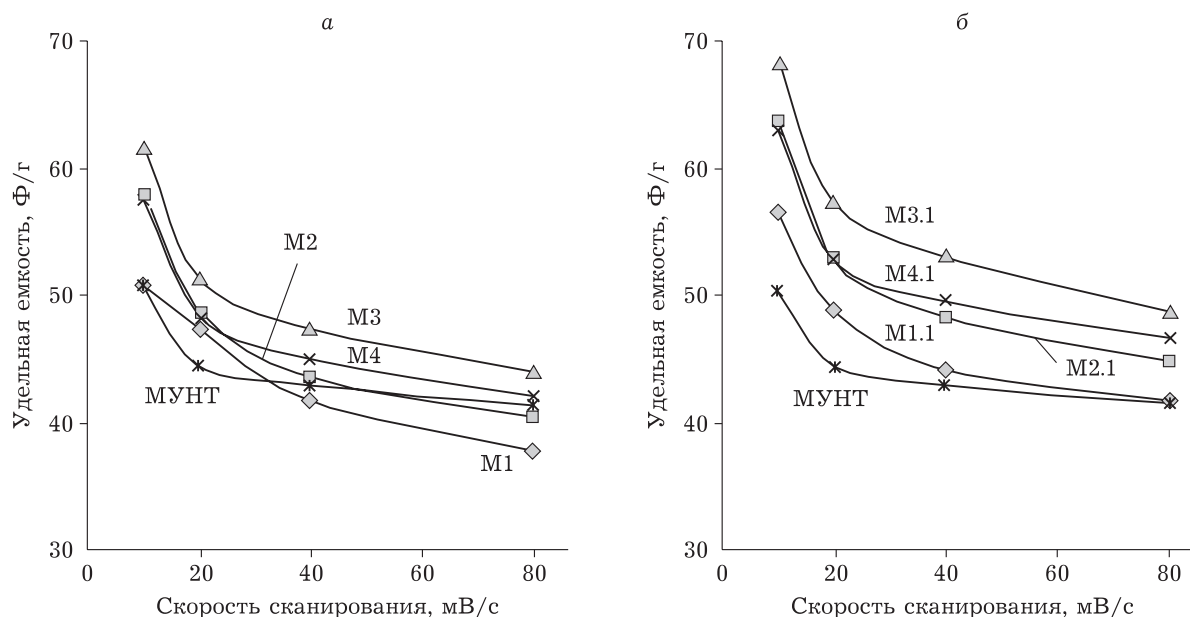 а
70
60
50
40
30
0
20
40
60
80
Удельная емкость, Ф/г
Скорость сканирования, мВ/с
М2
М3
М4
МУНТ
М1
б
70
60
50
40
30
0
20
40
60
80
Удельная емкость, Ф/г
Скорость сканирования, мВ/с
М3.1
М4.1
М1.1
М2.1
МУНТ